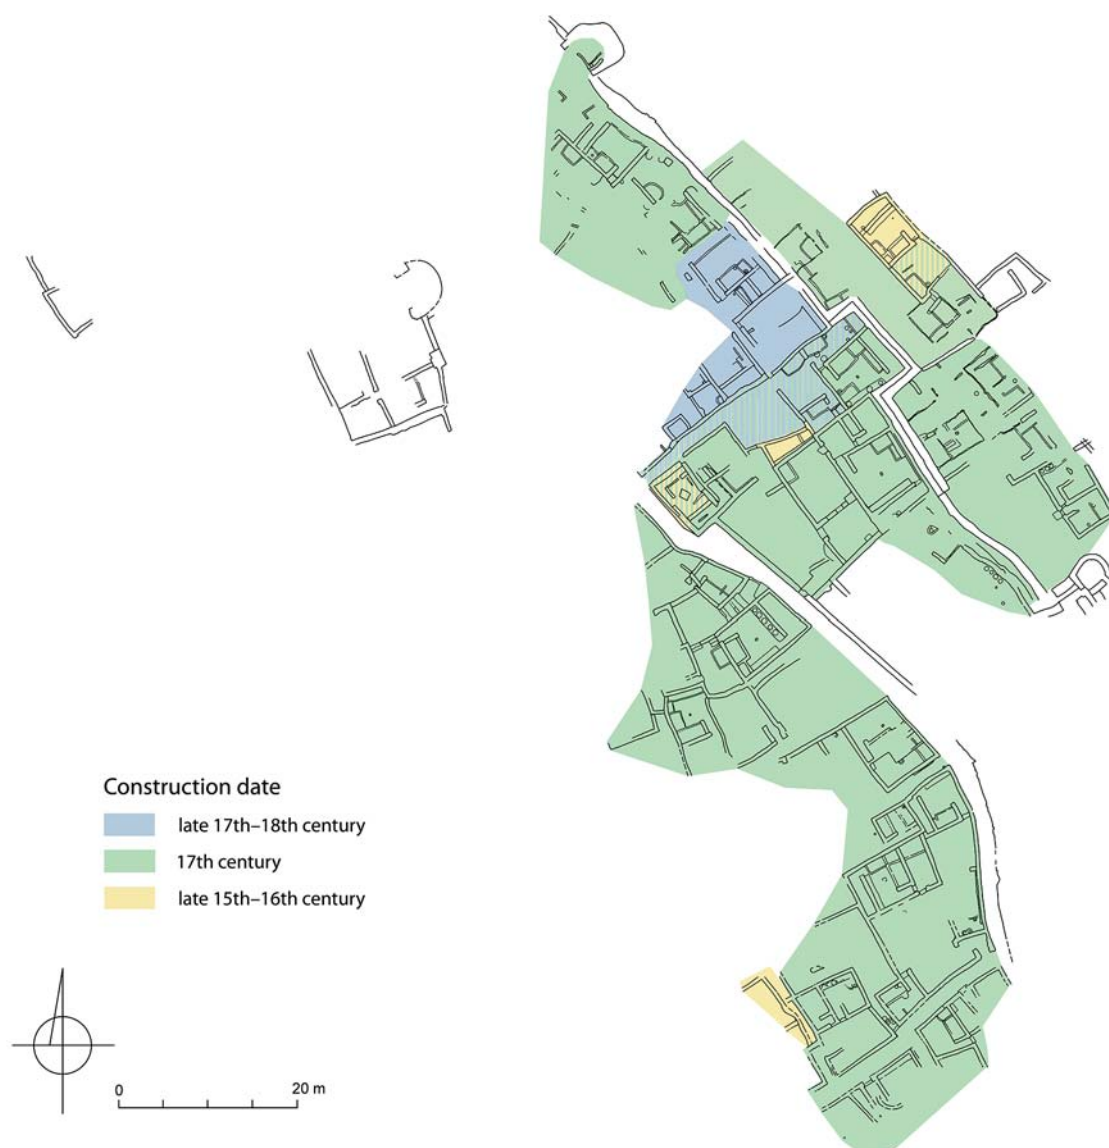 Construction date
late 17th–18th century
17th century
late 15th–16th century
0 20 m